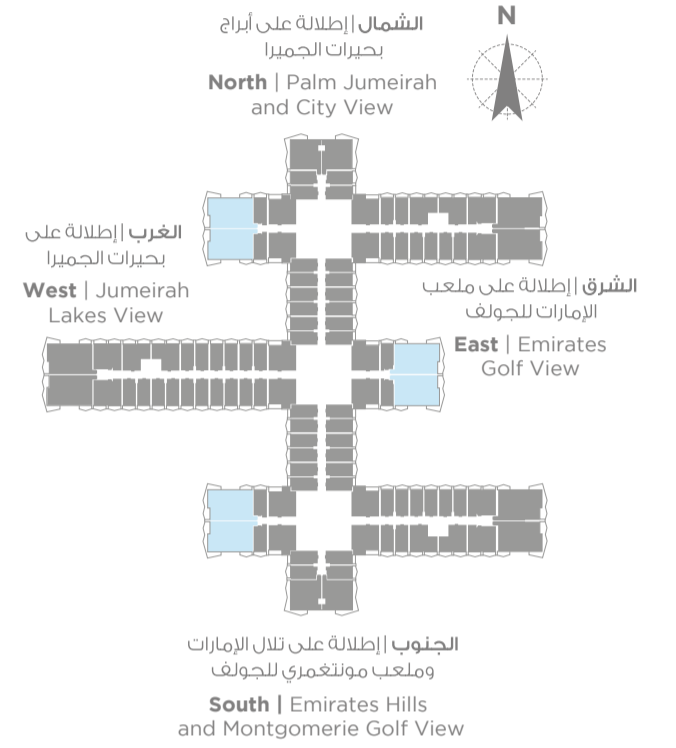 N
الشمال | إطلالة على أبراج
بحيرات الجميرا
North | Palm Jumeirah
and City View
الغرب | إطلالة على
بحيرات الجميرا
West | Jumeirah
Lakes View
الشرق | إطلالة على ملعب
الإمارات للجولف
East | Emirates
Golf View
الجنوب | إطلالة على تلال الإمارات
وملعب مونتغمري للجولف
South | Emirates Hills
and Montgomerie Golf View